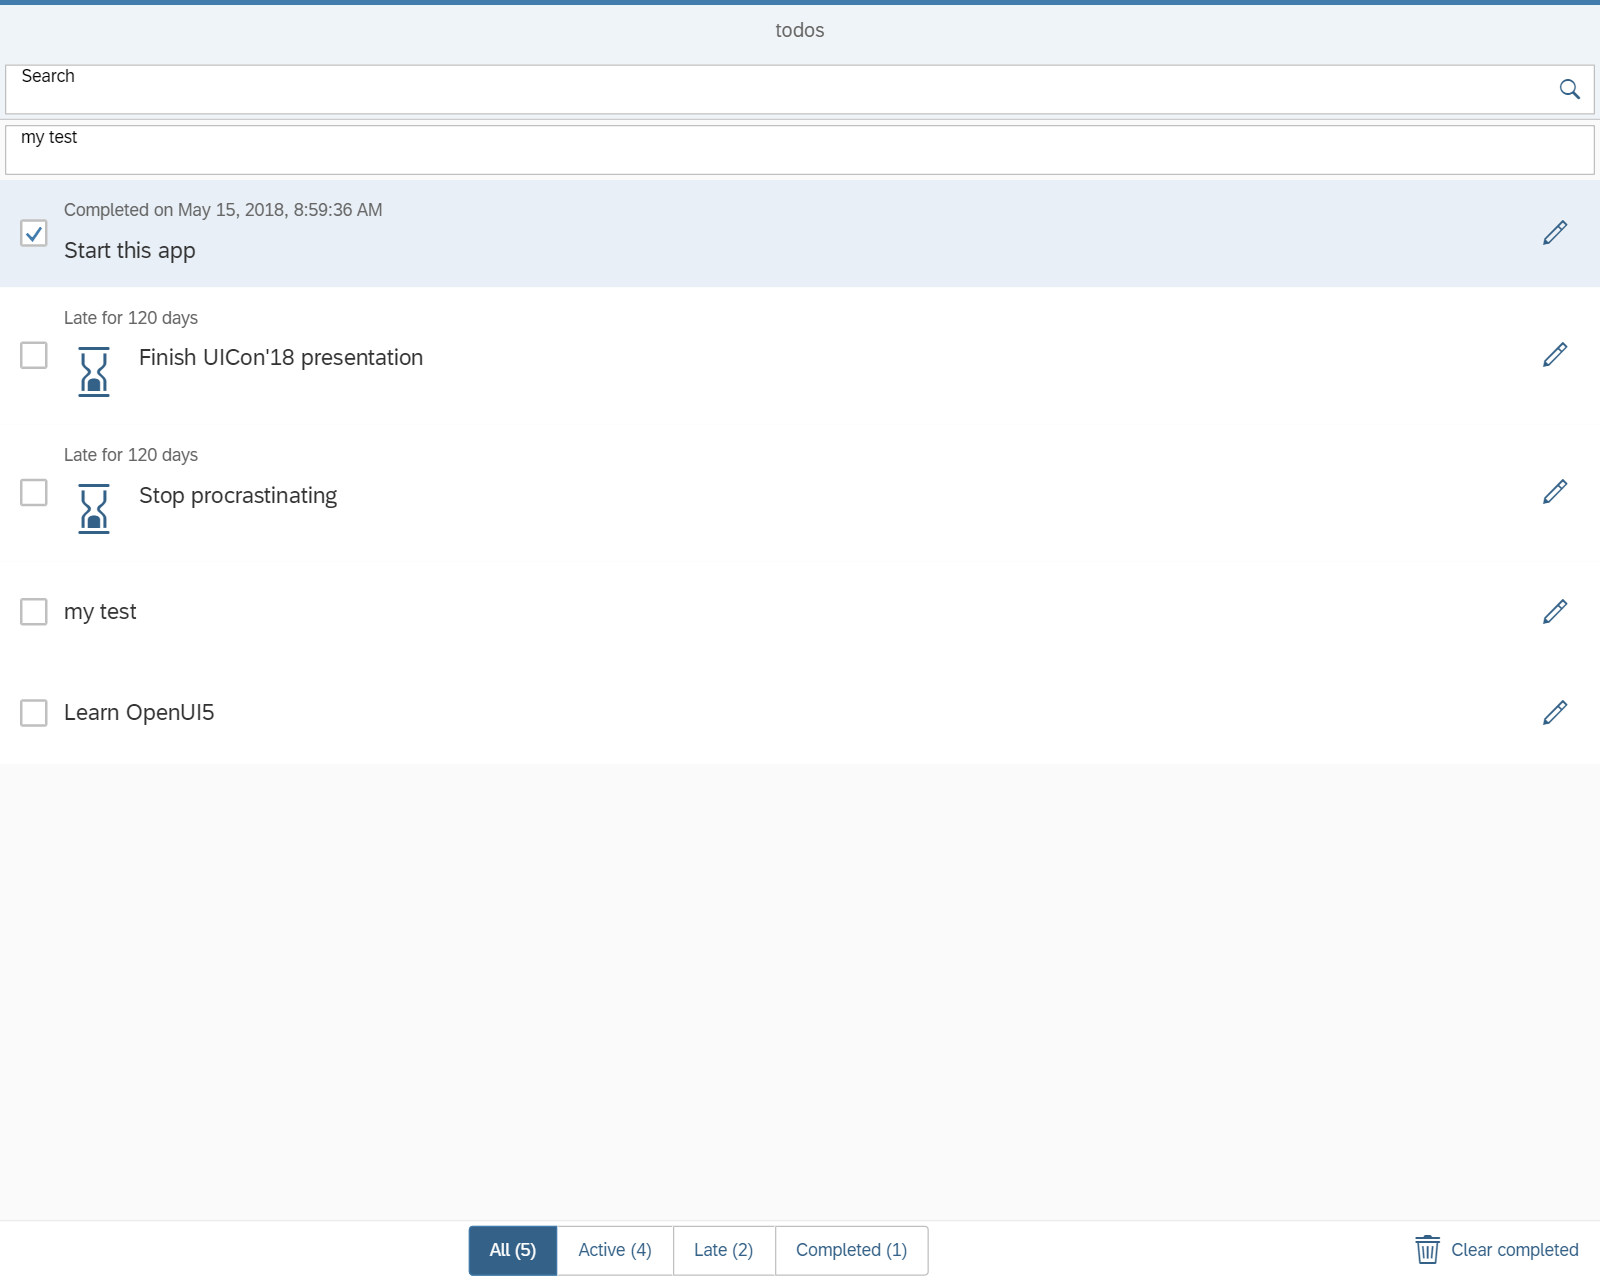 todos
Search
my test
Completed on May 15, 2018, 8:59:36 AM
Start this app
Late for 120 days
Finish UICon'18 presentation
Late for 120 days
Stop procrastinating
my test
Learn OpenUI5
All (5) Active (4) Late (2) Completed (1) Clear completed